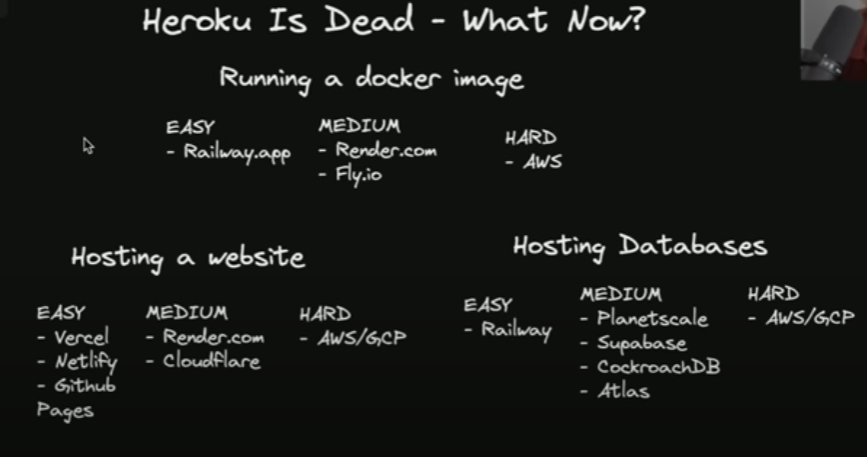 Heroku Is Dead - What Now?
Running a docker image
EASY
- Railway.app
MEDIUM
- Render.com
- Fly.io
HARD
- AWS
Hosting a website
EASY
- Vercel
- Netlify
- Github
Pages
MEDIUM
- Render.com
- Cloudflare
HARD
- AWS/GCP
Hosting Databases
EASY
- Railway
MEDIUM
- Planetscale
- Supabase
- CockroachDB
- Atlas
HARD
- AWS/GCP